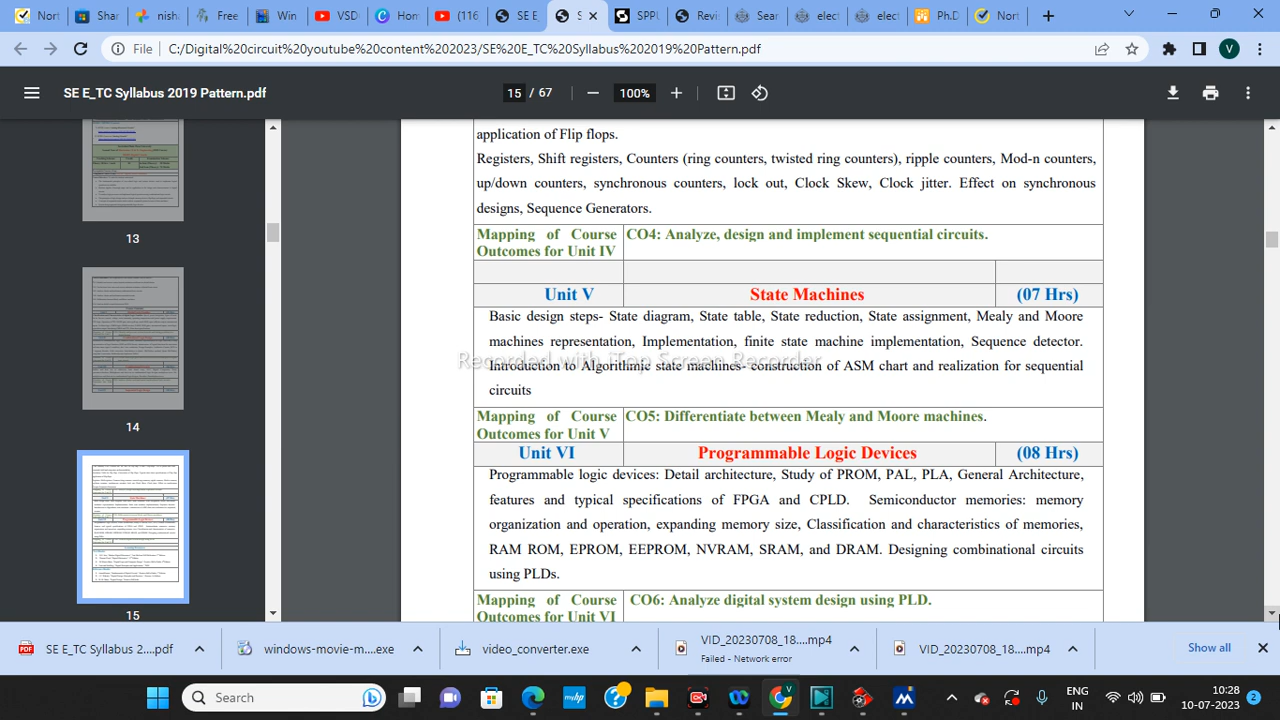 Nort
Pho
nish
Free
Win
VSD
Hom
(116
SE E
S
SPPU
Revi
Sear
elect
elect
Ph.D
Nort
File
C:/Digital%20circuit%20youtube%20content%202023/SE%20E_TC%20Syllabus%202019%20Pattern.pdf
V
SE E_TC Syllabus 2019 Pattern.pdf
15 / 67
100%
13
14
15
application of Flip flops.
Registers, Shift registers, Counters (ring counters, twisted ring counters), ripple counters, Mod-n counters,
up/down counters, synchronous counters, lock out, Clock Skew, Clock jitter. Effect on synchronous
designs, Sequence Generators.
Mapping of Course CO4: Analyze, design and implement sequential circuits.
Outcomes for Unit IV
Unit V State Machines (07 Hrs)
Basic design steps- State diagram, State table, State reduction, State assignment, Mealy and Moore
machines representation, Implementation, finite state machine implementation, Sequence detector.
Recorded with iTop Screen Recorder
Introduction to Algorithmic state machines- construction of ASM chart and realization for sequential
circuits
Mapping of Course CO5: Differentiate between Mealy and Moore machines.
Outcomes for Unit V
Unit VI Programmable Logic Devices (08 Hrs)
Programmable logic devices: Detail architecture, Study of PROM, PAL, PLA, General Architecture,
features and typical specifications of FPGA and CPLD. Semiconductor memories: memory
organization and operation, expanding memory size, Classification and characteristics of memories,
RAM, ROM, EPROM, EEPROM, NVRAM, SRAM and DRAM. Designing combinational circuits
using PLDs.
Mapping of Course CO6: Analyze digital system design using PLD.
Outcomes for Unit VI
SE E_TC Syllabus 2....pdf
windows-movie-m....exe
video_converter.exe
VID_20230708_18....mp4
Failed - Network error
VID_20230708_18....mp4
Show all
Search
ENG
IN
10:28
10-07-2023
2